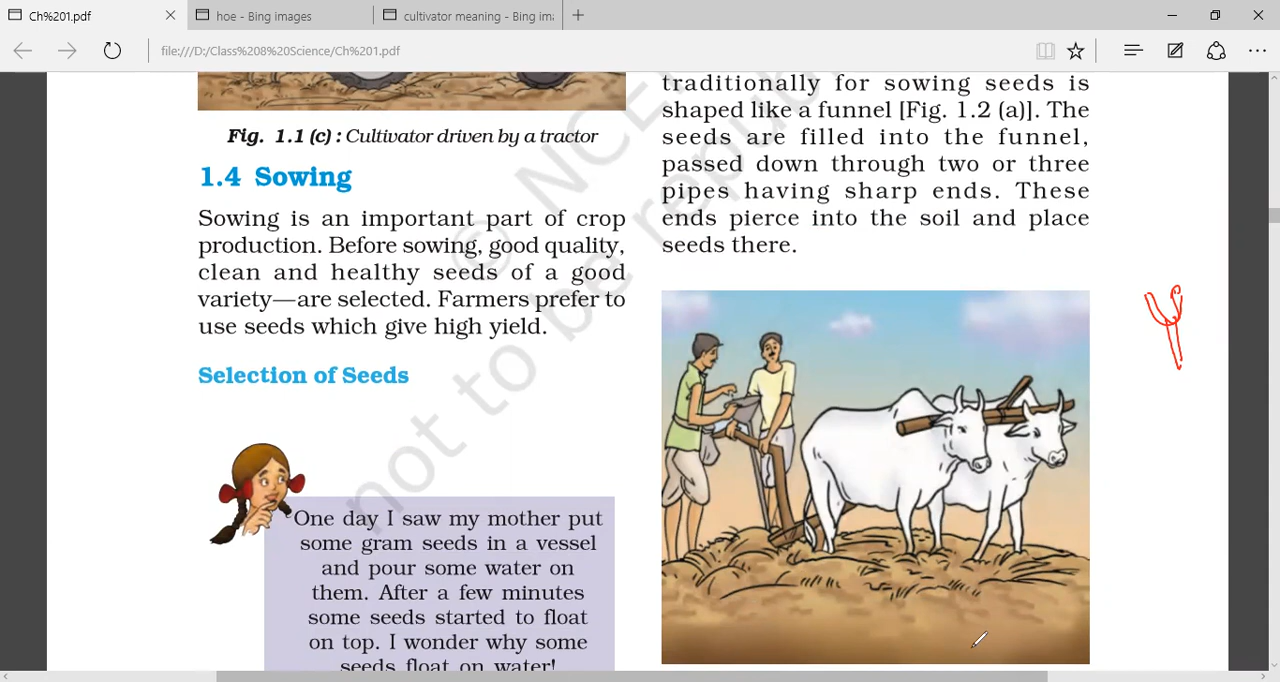 Ch%201.pdf
hoe - Bing images
cultivator meaning - Bing ima
file:///D:/Class%208%20Science/Ch%201.pdf
Fig. 1.1 (c) : Cultivator driven by a tractor
1.4 Sowing
Sowing is an important part of crop
production. Before sowing, good quality,
clean and healthy seeds of a good
variety—are selected. Farmers prefer to
use seeds which give high yield.
Selection of Seeds
One day I saw my mother put
some gram seeds in a vessel
and pour some water on
them. After a few minutes
some seeds started to float
on top. I wonder why some
seeds float on water!
traditionally for sowing seeds is
shaped like a funnel [Fig. 1.2 (a)]. The
seeds are filled into the funnel,
passed down through two or three
pipes having sharp ends. These
ends pierce into the soil and place
seeds there.
© NCE
not to be republ